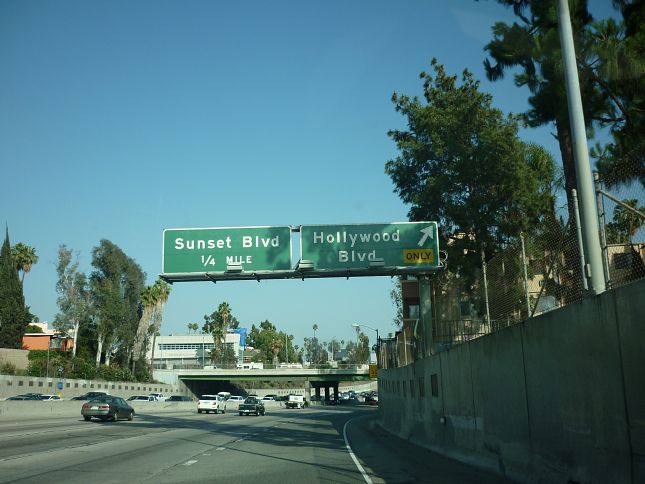 Sunset Blvd
1/4 MILE
Hollywood
Blvd
ONLY